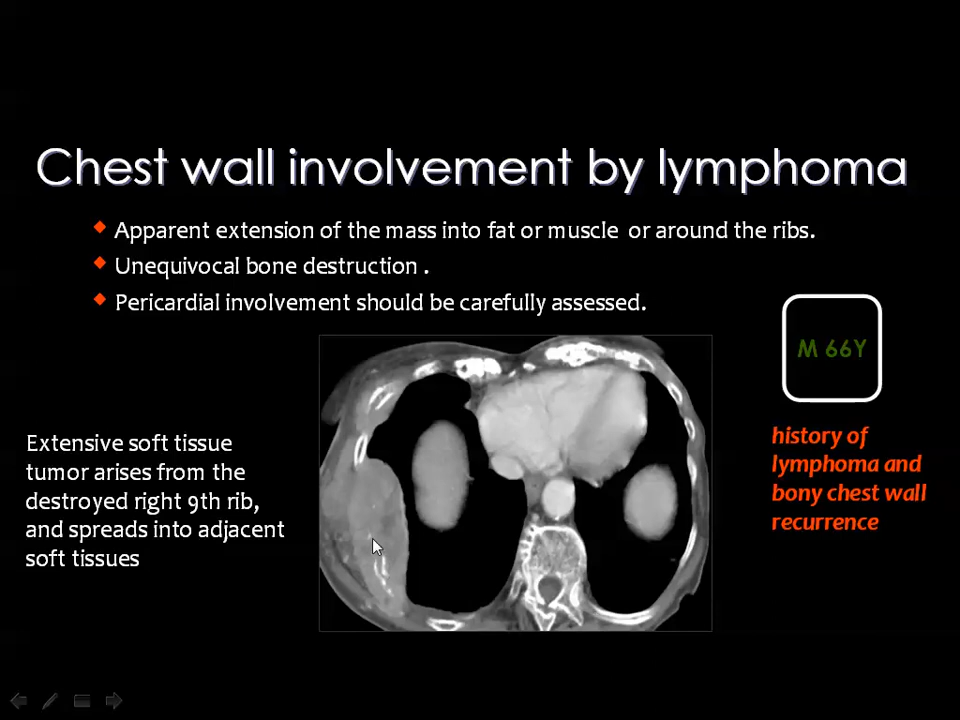 Chest wall involvement by lymphoma
Apparent extension of the mass into fat or muscle or around the ribs.
Unequivocal bone destruction .
Pericardial involvement should be carefully assessed.
M 66Y
Extensive soft tissue
tumor arises from the
destroyed right 9th rib,
and spreads into adjacent
soft tissues
history of
lymphoma and
bony chest wall
recurrence